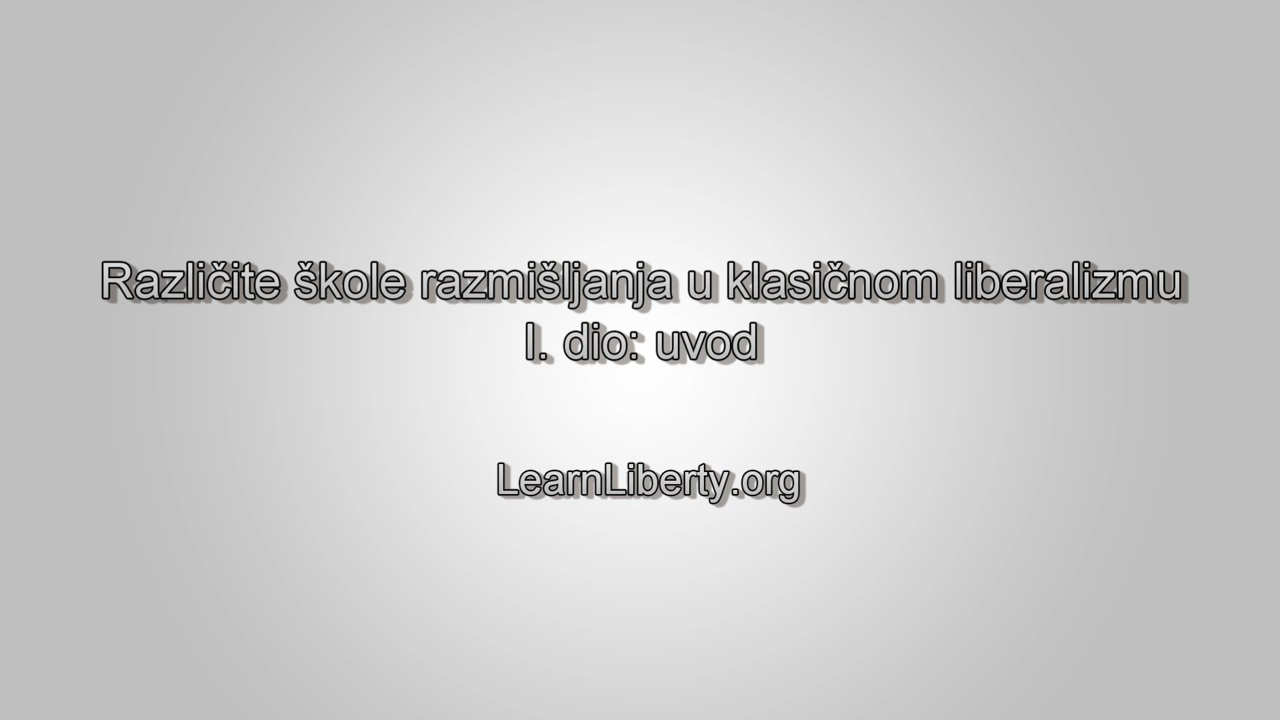 Različite škole razmišljanja u klasičnom liberalizmu
I. dio: uvod
LearnLiberty.org